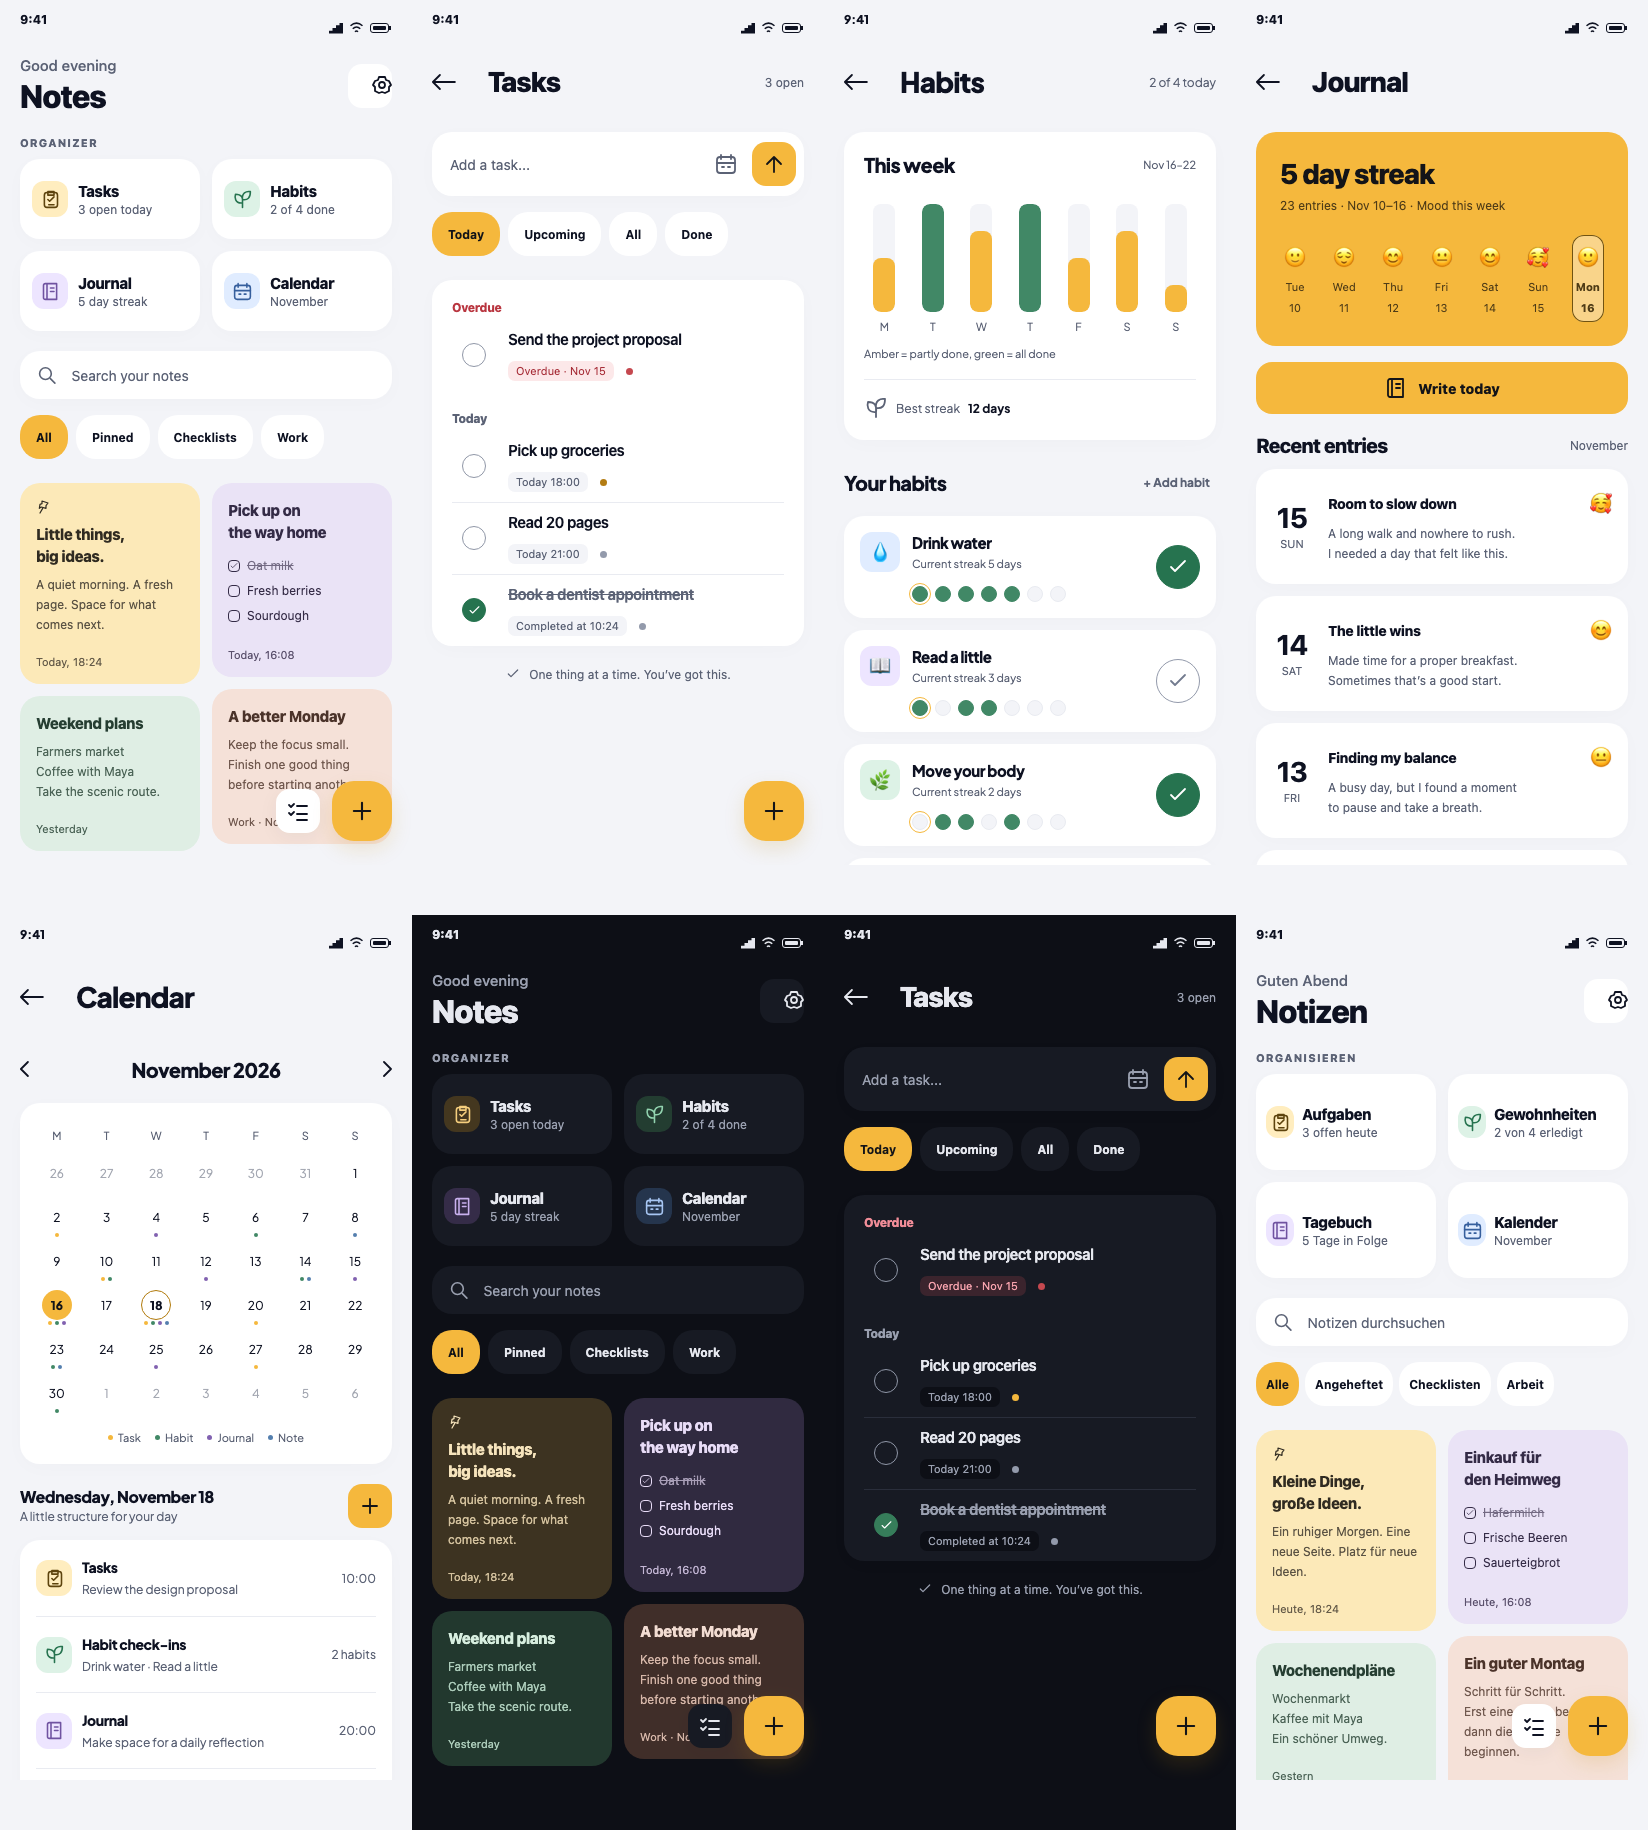 9:41
Good evening
Notes
ORGANIZER
Tasks
3 open today
Habits
2 of 4 done
Journal
5 day streak
Calendar
November
Search your notes
All
Pinned
Checklists
Work
Little things,
big ideas.
A quiet morning. A fresh
page. Space for what
comes next.
Today, 18:24
Pick up on
the way home
Oat milk
Fresh berries
Sourdough
Today, 16:08
Weekend plans
Farmers market
Coffee with Maya
Take the scenic route.
Yesterday
A better Monday
Keep the focus small.
Finish one good thing
before starting
Work ·
9:41
Tasks
3 open
Add a task...
Today
Upcoming
All
Done
Overdue
Send the project proposal
Overdue · Nov 15
Today
Pick up groceries
Today 18:00
Read 20 pages
Today 21:00
Book a dentist appointment
Completed at 10:24
One thing at a time. You’ve got this.
9:41
Habits
2 of 4 today
This week
Nov 16–22
M T W T F S S
Amber = partly done, green = all done
Best streak 12 days
Your habits
+ Add habit
Drink water
Current streak 5 days
Read a little
Current streak 3 days
Move your body
Current streak 2 days
9:41
Journal
5 day streak
23 entries · Nov 10–16 · Mood this week
Tue Wed Thu Fri Sat Sun Mon
10 11 12 13 14 15 16
Write today
Recent entries
November
15
SUN
Room to slow down
A long walk and nowhere to rush.
I needed a day that felt like this.
14
SAT
The little wins
Made time for a proper breakfast.
Sometimes that’s a good start.
13
FRI
Finding my balance
A busy day, but I found a moment
to pause and take a breath.
9:41
Calendar
November 2026
M T W T F S S
26 27 28 29 30 31 1
2 3 4 5 6 7 8
9 10 11 12 13 14 15
16 17 18 19 20 21 22
23 24 25 26 27 28 29
30 1 2 3 4 5 6
Task Habit Journal Note
Wednesday, November 18
A little structure for your day
Tasks
Review the design proposal
10:00
Habit check-ins
Drink water · Read a little
2 habits
Journal
Make space for a daily reflection
20:00
9:41
Good evening
Notes
ORGANIZER
Tasks
3 open today
Habits
2 of 4 done
Journal
5 day streak
Calendar
November
Search your notes
All
Pinned
Checklists
Work
Little things,
big ideas.
A quiet morning. A fresh
page. Space for what
comes next.
Today, 18:24
Pick up on
the way home
Oat milk
Fresh berries
Sourdough
Today, 16:08
Weekend plans
Farmers market
Coffee with Maya
Take the scenic route.
Yesterday
A better Monday
Keep the focus small.
Finish one good thing
before starting
Work ·
9:41
Tasks
3 open
Add a task...
Today
Upcoming
All
Done
Overdue
Send the project proposal
Overdue · Nov 15
Today
Pick up groceries
Today 18:00
Read 20 pages
Today 21:00
Book a dentist appointment
Completed at 10:24
One thing at a time. You’ve got this.
9:41
Guten Abend
Notizen
ORGANISIEREN
Aufgaben
3 offen heute
Gewohnheiten
2 von 4 erledigt
Tagebuch
5 Tage in Folge
Kalender
November
Notizen durchsuchen
Alle
Angeheftet
Checklisten
Arbeit
Kleine Dinge,
große Ideen.
Ein ruhiger Morgen. Eine
neue Seite. Platz für neue
Ideen.
Heute, 18:24
Einkauf für
den Heimweg
Hafermilch
Frische Beeren
Sauerteigbrot
Heute, 16:08
Wochenendpläne
Wochenmarkt
Kaffee mit Maya
Ein schöner Umweg.
Gestern
Ein guter Montag
Schritt für Schritt.
Erst
dann
beginnen.